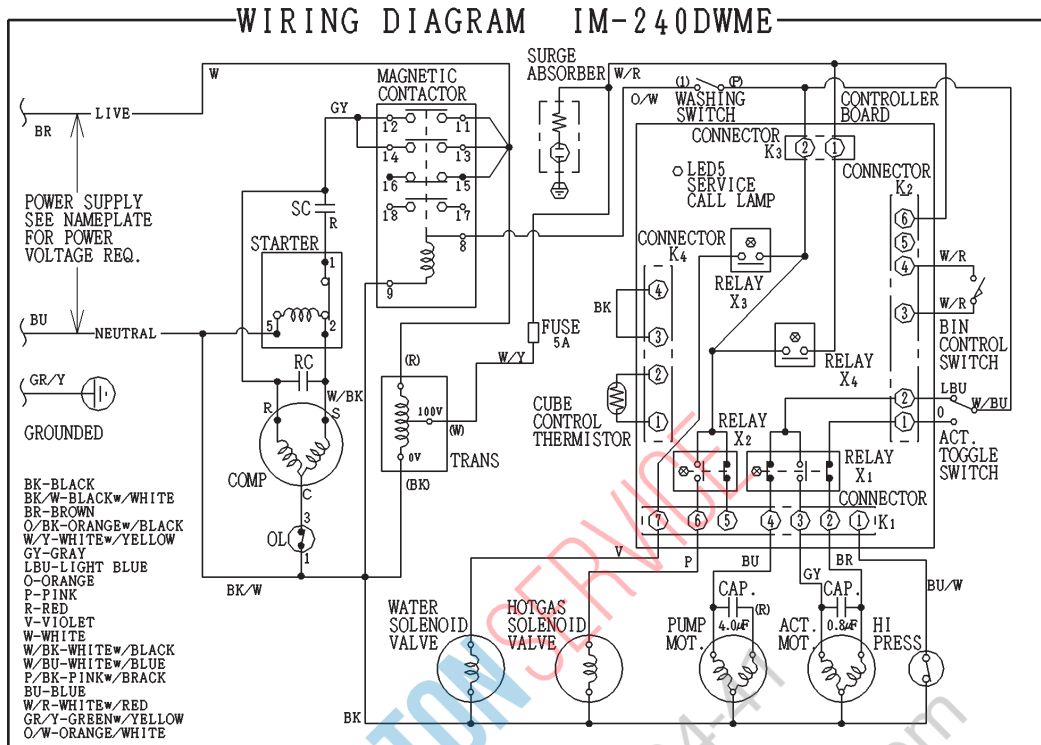 WIRING DIAGRAM IM-240DWME
W
LIVE
BR
POWER SUPPLY
SEE NAMEPLATE
FOR POWER
VOLTAGE REQ.
BU
NEUTRAL
GR/Y
GROUNDED
BK-BLACK
BK/W-BLACKw/WHITE
BR-BROWN
O/BK-ORANGEw/BLACK
W/Y-WHITEw/YELLOW
GY-GRAY
LBU-LIGHT BLUE
O-ORANGE
P-PINK
R-RED
V-VIOLET
W-WHITE
W/BK-WHITEw/BLACK
W/BU-WHITEw/BLUE
P/BK-PINKw/BRACK
BU-BLUE
W/R-WHITEw/RED
GR/Y-GREENw/YELLOW
O/W-ORANGE/WHITE
MAGNETIC
CONTACTOR
GY
12 11
14 13
16 15
18 17
8
9
SC
R
STARTER
1
5 2
RC
W/BK
R S
COMP
C
3
OL
1
BK/W
(R)
100V
(W)
0V
TRANS
(BK)
W/Y
FUSE
5A
SURGE
ABSORBER
W/R
O/W
(1) (P)
WASHING
SWITCH
CONTROLLER
BOARD
CONNECTOR
K3
2 1
LED5
SERVICE
CALL LAMP
CONNECTOR
K2
6
5
4
3
2
1
W/R
W/R
BIN
CONTROL
SWITCH
LBU
W/BU
O
ACT.
TOGGLE
SWITCH
CONNECTOR
K4
4
3
2
1
BK
CUBE
CONTROL
THERMISTOR
RELAY
X3
RELAY
X4
RELAY
X2
RELAY
X1
CONNECTOR
K1
7 6 5 4 3 2 1
V
P
BU
GY
BR
BU/W
WATER
SOLENOID
VALVE
HOTGAS
SOLENOID
VALVE
PUMP
MOT.
CAP.
4.0μF
(R)
ACT.
MOT.
CAP.
0.8μF
HI
PRESS
BK
TON SERVICE
04-41
com